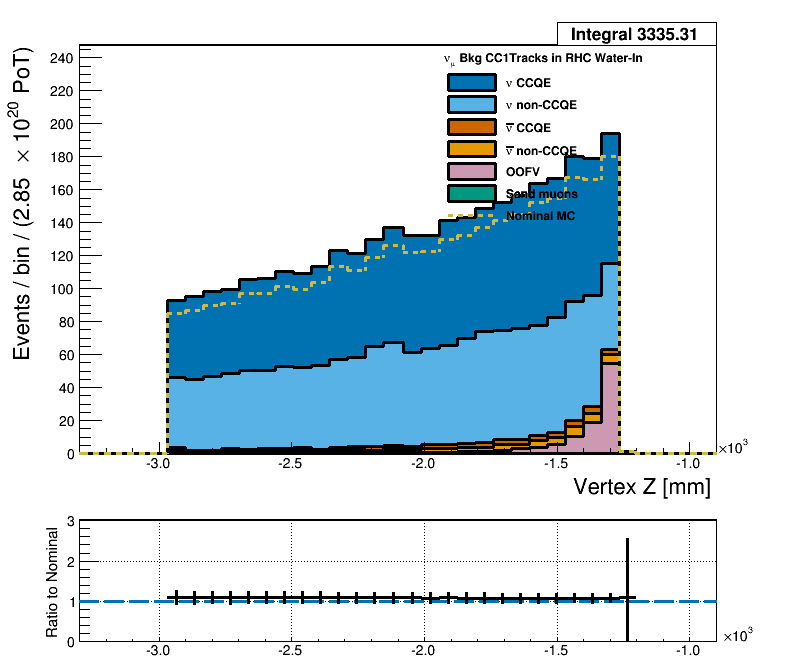 Integral 3335.31
ν_μ Bkg CC1Tracks in RHC Water-In
ν CCQE
ν non-CCQE
ν̅ CCQE
ν̅ non-CCQE
OOFV
Sand muons
Nominal MC
Events / bin / (2.85 × 10^20 PoT)
240
220
200
180
160
140
120
100
80
60
40
20
0
-3.0 -2.5 -2.0 -1.5 -1.0 ×10^3
Vertex Z [mm]
Ratio to Nominal
3
2
1
0
-3.0 -2.5 -2.0 -1.5 -1.0 ×10^3